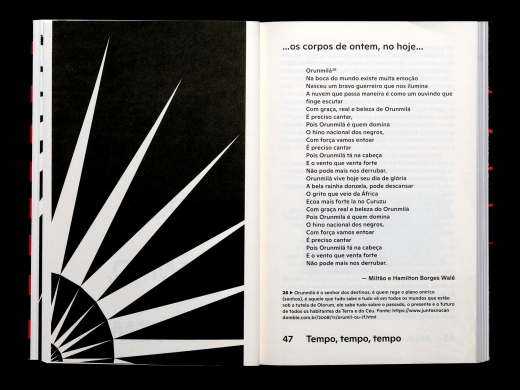 ...os corpos de ontem, no hoje...
Orunmilá²⁶
Na boca do mundo existe muita emoção
Nasceu um bravo guerreiro que nos ilumina
A nuvem que passa maneira é como um ouvindo que
finge escutar
Com graça, real e beleza de Orunmilá
É preciso cantar,
Pois Orunmilá é quem domina
O hino nacional dos negros,
Com força vamos entoar
É preciso cantar
Pois Orunmilá tá na cabeça
E o vento que venta forte
Não pode mais nos derrubar.
Orunmilá vive hoje seu dia de glória
A bela rainha donzela, pode descansar
O grito que veio da África
Ecoa mais forte la no Curuzu
Com graça real e beleza do Orunmilá
Pois Orunmilá é quem domina
O hino nacional dos negros,
Com força vamos entoar
É preciso cantar
Pois Orunmilá tá na cabeça
E o vento que venta forte
Não pode mais nos derrubar.
— Miltão e Hamilton Borges Walê
26 ▶ Orunmilá é o senhor dos destinos, é quem rege o plano onírico
(sonhos), é aquele que tudo sabe e tudo vê em todos os mundos que estão
sob a tutela de Olorum, ele sabe tudo sobre o passado, o presente e o futuro
de todos os habitantes da Terra e do Céu. Fonte: https://www.juntosnocan
domble.com.br/2009/11/orumil-ou-if.html
47 Tempo, tempo, tempo